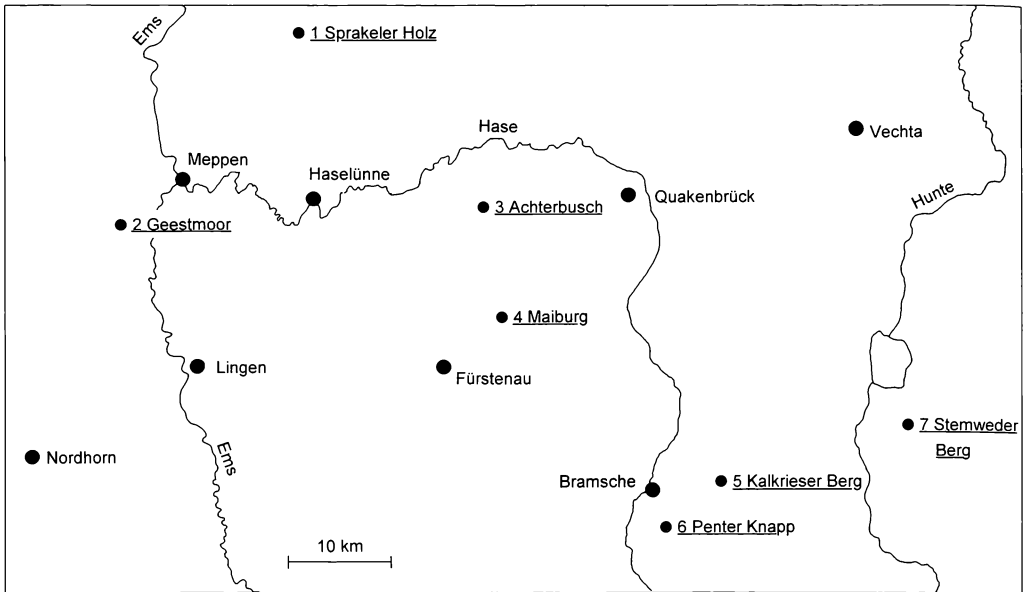 Ems
1 Sprakeler Holz
Hase
Vechta
Meppen
Haselünne
Quakenbrück
Hunte
3 Achterbusch
2 Geestmoor
4 Maiburg
Lingen
Fürstenau
7 Stemweder
Berg
Nordhorn
Ems
Bramsche
5 Kalkrieser Berg
6 Penter Knapp
10 km